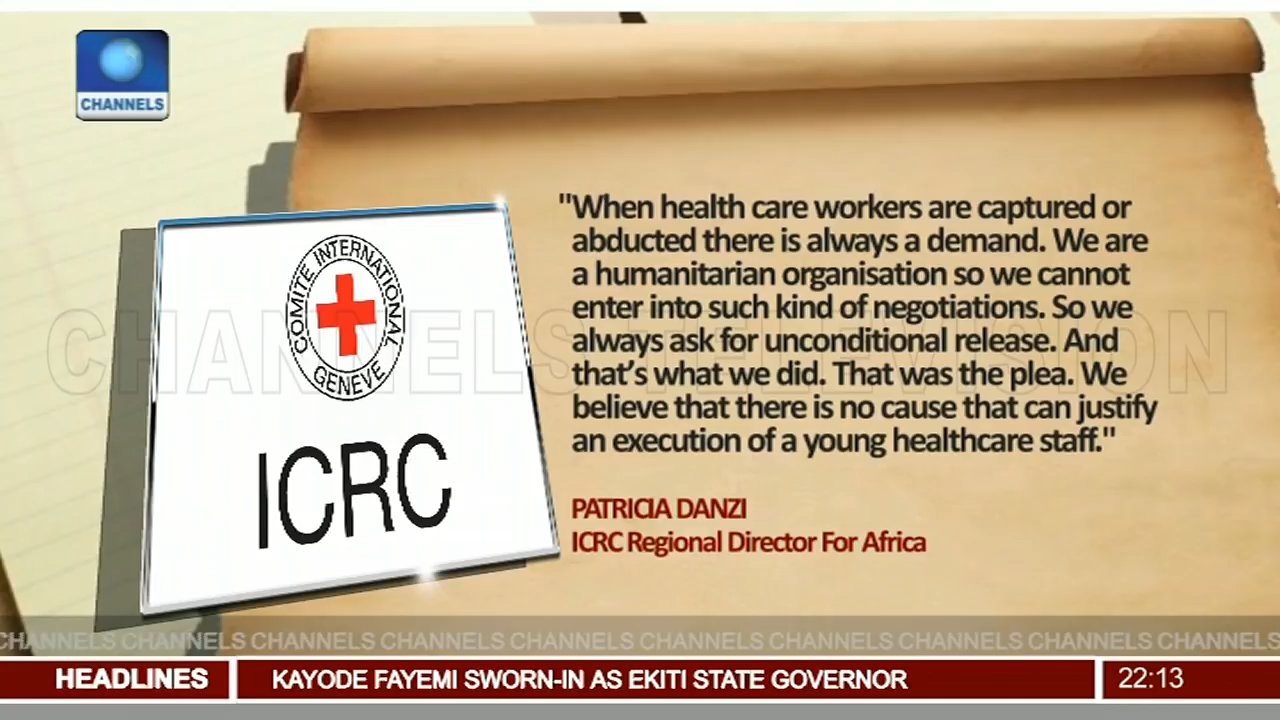 CHANNELS
COMITE INTERNATIONAL
GENEVE
ICRC
"When health care workers are captured or
abducted there is always a demand. We are
a humanitarian organisation so we cannot
enter into such kind of negotiations. So we
always ask for unconditional release. And
that's what we did. That was the plea. We
believe that there is no cause that can justify
an execution of a young healthcare staff."
PATRICIA DANZI
ICRC Regional Director For Africa
CHANNELS TELEVISION
CHANNELS CHANNELS CHANNELS CHANNELS CHANNELS CHANNELS CHANNELS CHANNELS CHANNELS CHANNELS
HEADLINES
KAYODE FAYEMI SWORN-IN AS EKITI STATE GOVERNOR
22:13